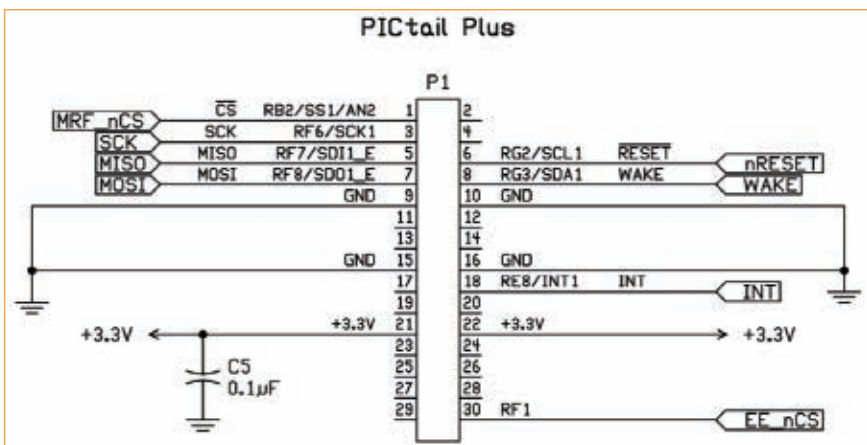 PICtail Plus
P1
MRF_nCS CS RB2/SS1/AN2 1 2
SCK SCK RF6/SCK1 3 4
MISO MISO RF7/SDI1_E 5 6 RG2/SCL1 RESET nRESET
MOSI MOSI RF8/SDO1_E 7 8 RG3/SDA1 WAKE WAKE
GND 9 10 GND
11 12
13 14
GND 15 16 GND
17 18 RE8/INT1 INT INT
19 20
+3.3V +3.3V 21 22 +3.3V +3.3V
23 24
C5 25 26
0.1µF 27 28
29 30 RF1 EE_nCS